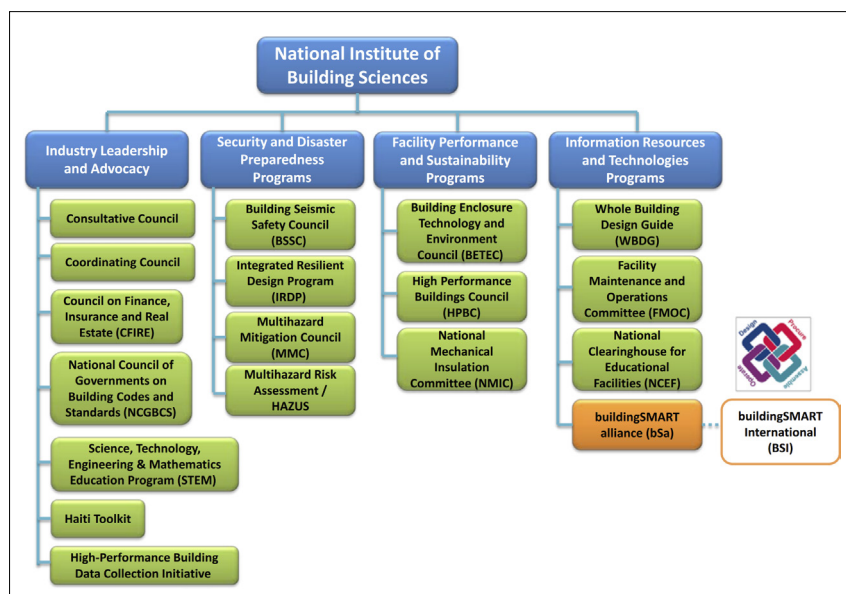 National Institute of
Building Sciences
Industry Leadership
and Advocacy
Consultative Council
Coordinating Council
Council on Finance,
Insurance and Real
Estate (CFIRE)
National Council of
Governments on
Building Codes and
Standards (NCGBCS)
Science, Technology,
Engineering & Mathematics
Education Program (STEM)
Haiti Toolkit
High-Performance Building
Data Collection Initiative
Security and Disaster
Preparedness
Programs
Building Seismic
Safety Council
(BSSC)
Integrated Resilient
Design Program
(IRDP)
Multihazard
Mitigation Council
(MMC)
Multihazard Risk
Assessment /
HAZUS
Facility Performance
and Sustainability
Programs
Building Enclosure
Technology and
Environment
Council (BETEC)
High Performance
Buildings Council
(HPBC)
National
Mechanical
Insulation
Committee (NMIC)
Information Resources
and Technologies
Programs
Whole Building
Design Guide
(WBDG)
Facility
Maintenance and
Operations
Committee (FMOC)
National
Clearinghouse for
Educational
Facilities (NCEF)
buildingSMART
alliance (bSa)
Design
Procure
Assemble
Operate
buildingSMART
International
(BSI)